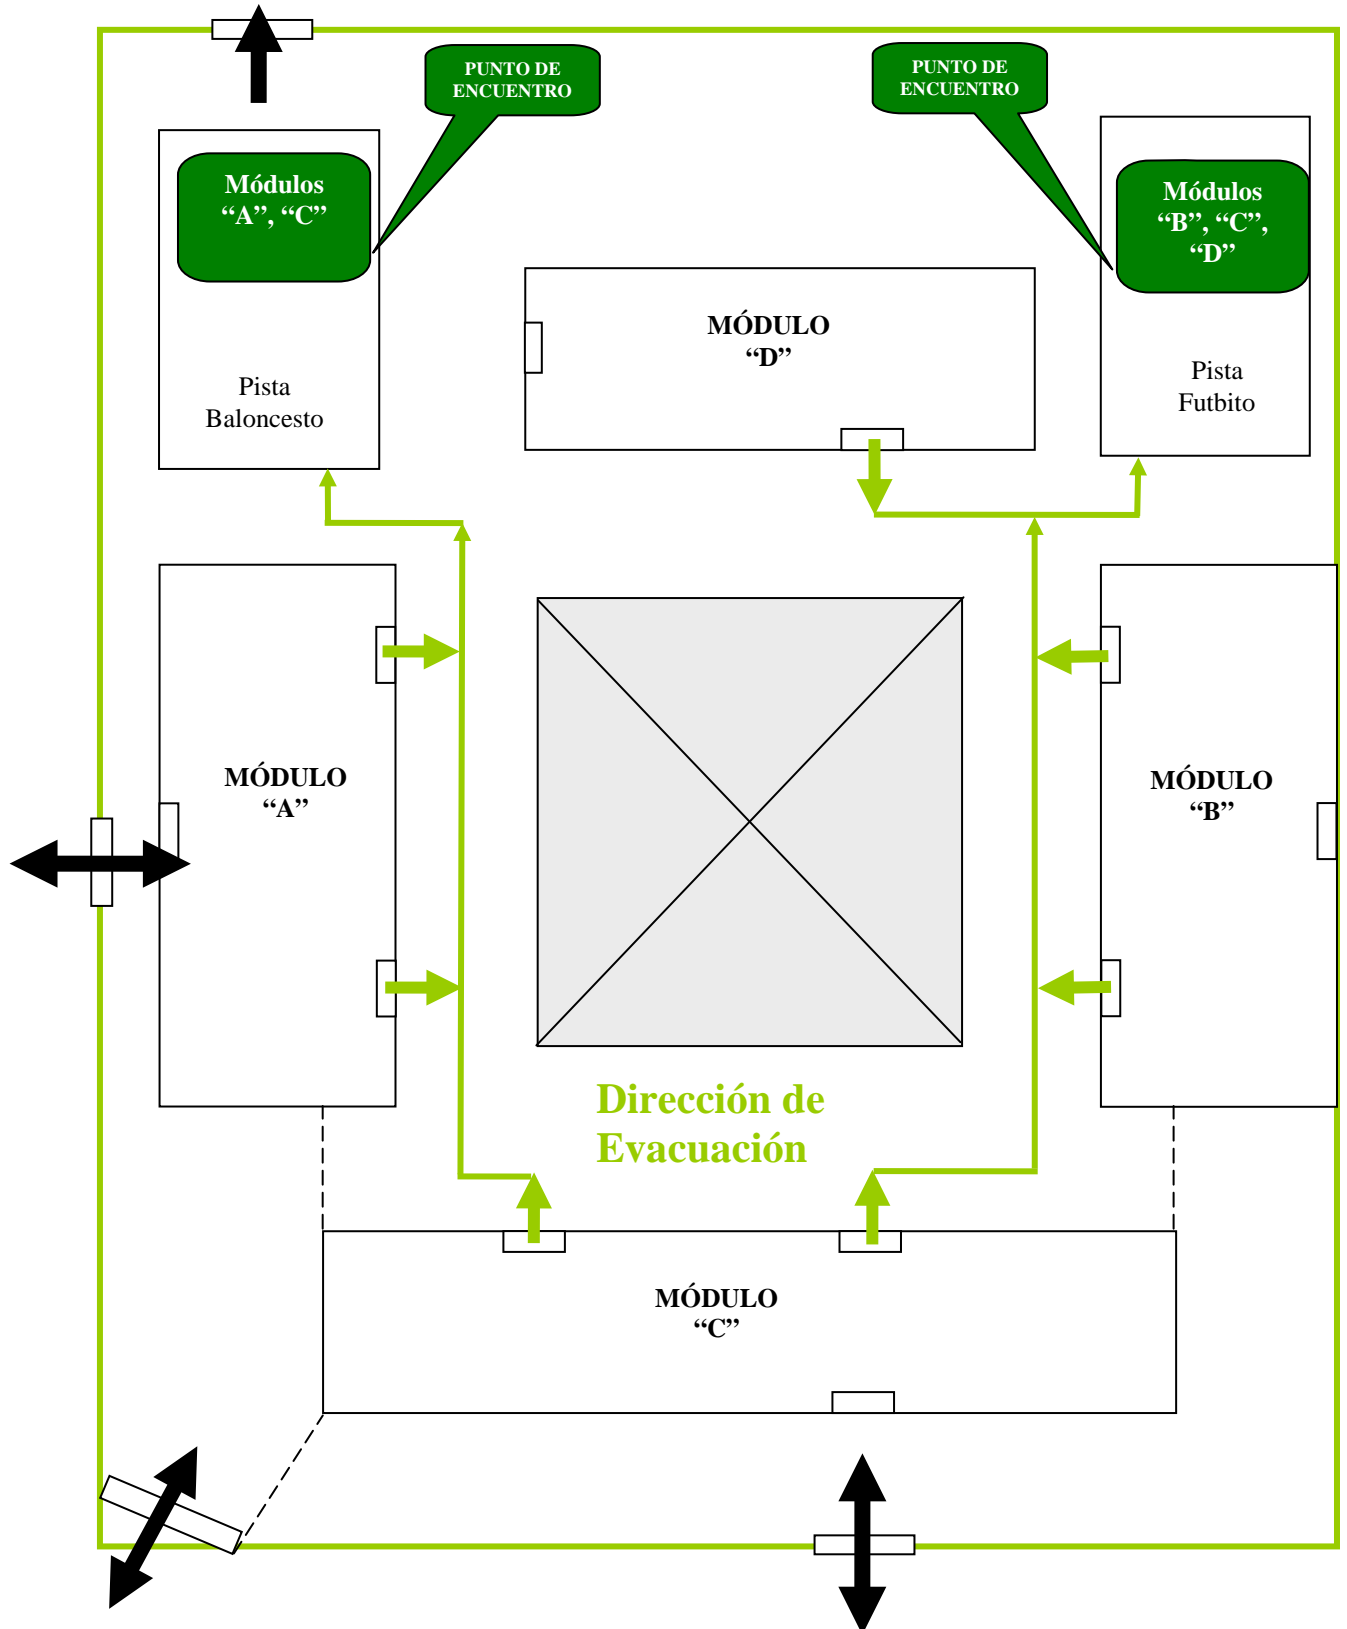 PUNTO DE
ENCUENTRO
PUNTO DE
ENCUENTRO
Módulos
“A”, “C”
Módulos
“B”, “C”,
“D”
MÓDULO
“D”
Pista
Baloncesto
Pista
Futbito
MÓDULO
“A”
MÓDULO
“B”
Dirección de
Evacuación
MÓDULO
“C”